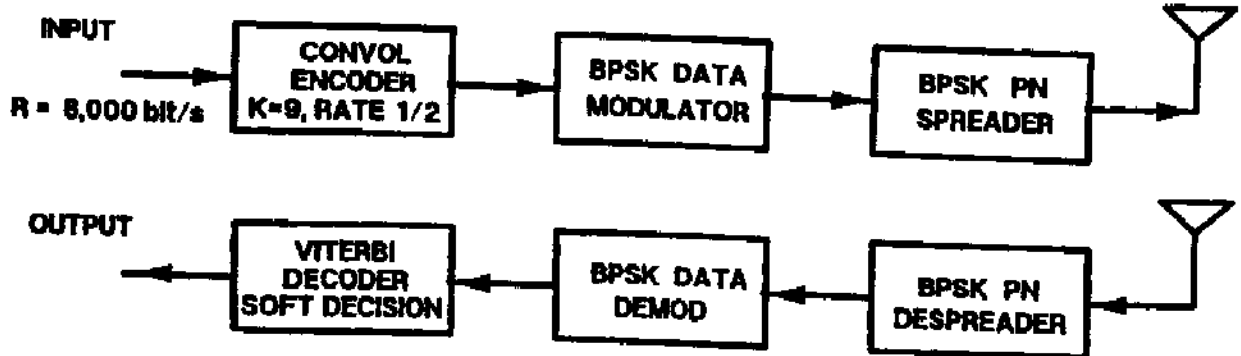 INPUT
R = 8,000 bit/s
CONVOL
ENCODER
K=9, RATE 1/2
BPSK DATA
MODULATOR
BPSK PN
SPREADER
OUTPUT
VITERBI
DECODER
SOFT DECISION
BPSK DATA
DEMOD
BPSK PN
DESPREADER